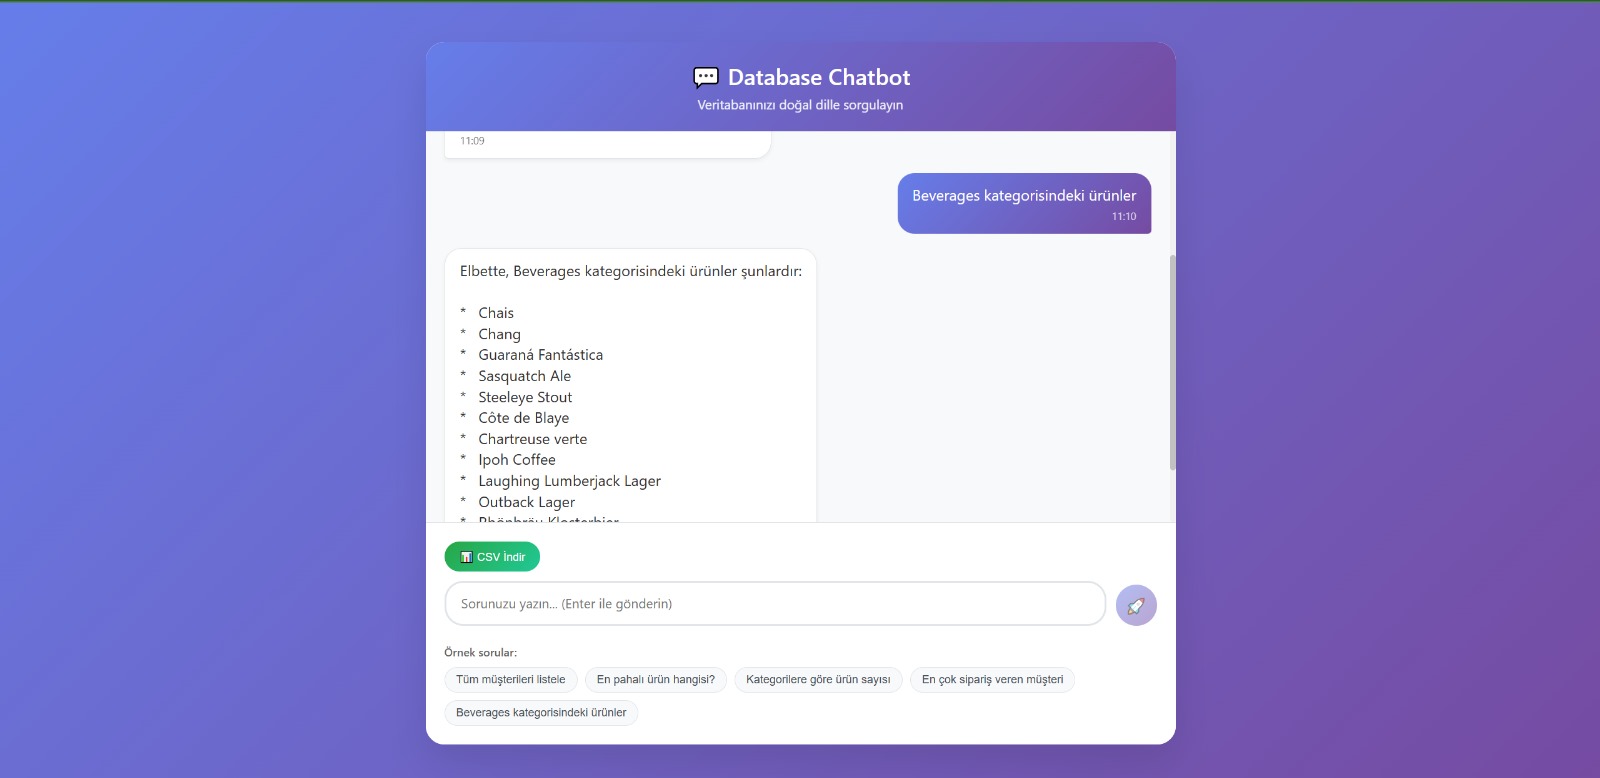 💬 Database Chatbot
Veritabanınızı doğal dille sorgulayın
11:09
Beverages kategorisindeki ürünler
11:10
Elbette, Beverages kategorisindeki ürünler şunlardır:
* Chais
* Chang
* Guaraná Fantástica
* Sasquatch Ale
* Steeleye Stout
* Côte de Blaye
* Chartreuse verte
* Ipoh Coffee
* Laughing Lumberjack Lager
* Outback Lager
* Rhönbräu Klosterbier
📊 CSV İndir
Sorunuzu yazın... (Enter ile gönderin)
Örnek sorular:
Tüm müşterileri listele
En pahalı ürün hangisi?
Kategorilere göre ürün sayısı
En çok sipariş veren müşteri
Beverages kategorisindeki ürünler